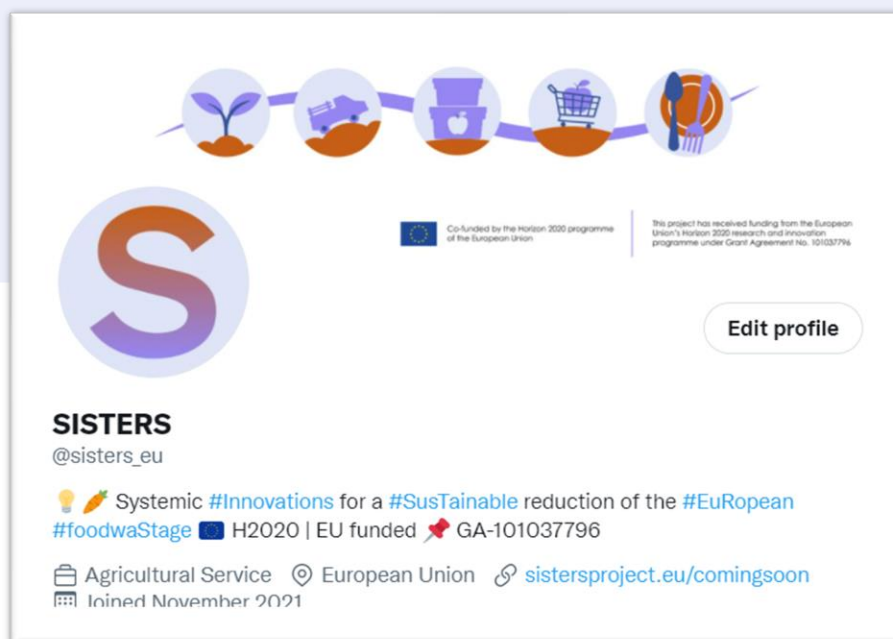 Co-funded by the Horizon 2020 programme
of the European Union
This project has received funding from the European
Union's Horizon 2020 research and innovation
programme under Grant Agreement No. 101037796
S
Edit profile
SISTERS
@sisters_eu
💡 🥕 Systemic #Innovations for a #SusTainable reduction of the #EuRopean
#foodwaStage 🇪🇺 H2020 | EU funded 📌 GA-101037796
Agricultural Service European Union sistersproject.eu/comingsoon
Joined November 2021